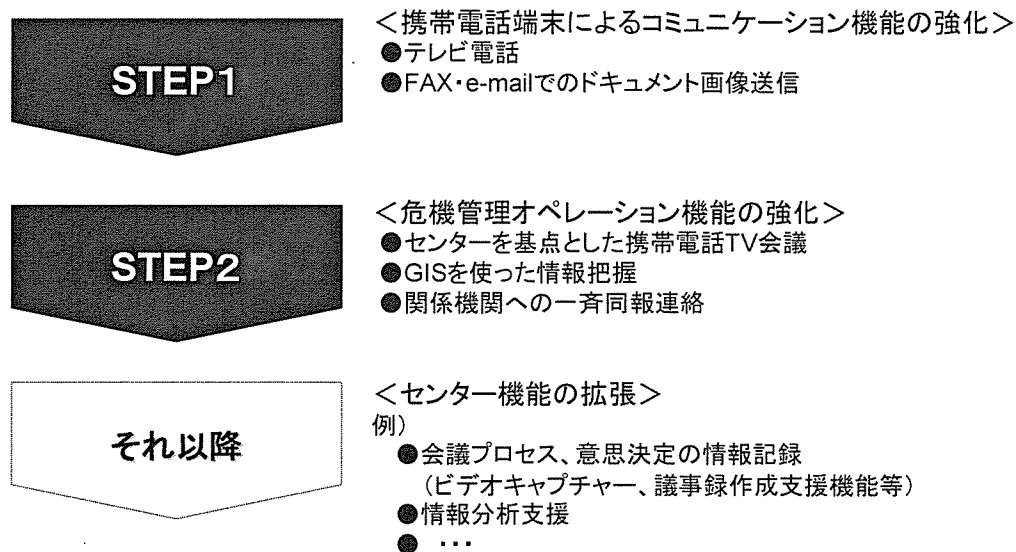 STEP1
＜携帯電話端末によるコミュニケーション機能の強化＞
●テレビ電話
●FAX・e-mailでのドキュメント画像送信
STEP2
＜危機管理オペレーション機能の強化＞
●センターを基点とした携帯電話TV会議
●GISを使った情報把握
●関係機関への一斉同報連絡
それ以降
＜センター機能の拡張＞
例）
●会議プロセス、意思決定の情報記録
（ビデオキャプチャー、議事録作成支援機能等）
●情報分析支援
● ・・・